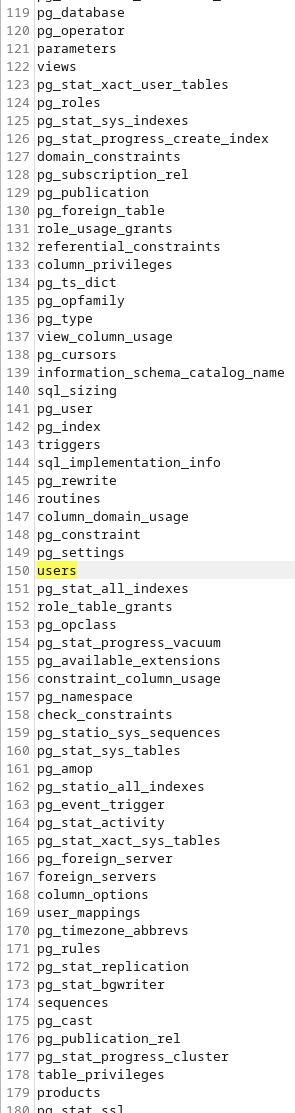 119 pg_database
120 pg_operator
121 parameters
122 views
123 pg_stat_xact_user_tables
124 pg_roles
125 pg_stat_sys_indexes
126 pg_stat_progress_create_index
127 domain_constraints
128 pg_subscription_rel
129 pg_publication
130 pg_foreign_table
131 role_usage_grants
132 referential_constraints
133 column_privileges
134 pg_ts_dict
135 pg_opfamily
136 pg_type
137 view_column_usage
138 pg_cursors
139 information_schema_catalog_name
140 sql_sizing
141 pg_user
142 pg_index
143 triggers
144 sql_implementation_info
145 pg_rewrite
146 routines
147 column_domain_usage
148 pg_constraint
149 pg_settings
150 users
151 pg_stat_all_indexes
152 role_table_grants
153 pg_opclass
154 pg_stat_progress_vacuum
155 pg_available_extensions
156 constraint_column_usage
157 pg_namespace
158 check_constraints
159 pg_statio_sys_sequences
160 pg_stat_sys_tables
161 pg_amop
162 pg_statio_all_indexes
163 pg_event_trigger
164 pg_stat_activity
165 pg_stat_xact_sys_tables
166 pg_foreign_server
167 foreign_servers
168 column_options
169 user_mappings
170 pg_timezone_abbrevs
171 pg_rules
172 pg_stat_replication
173 pg_stat_bgwriter
174 sequences
175 pg_cast
176 pg_publication_rel
177 pg_stat_progress_cluster
178 table_privileges
179 products
180 pg_stat_ssl